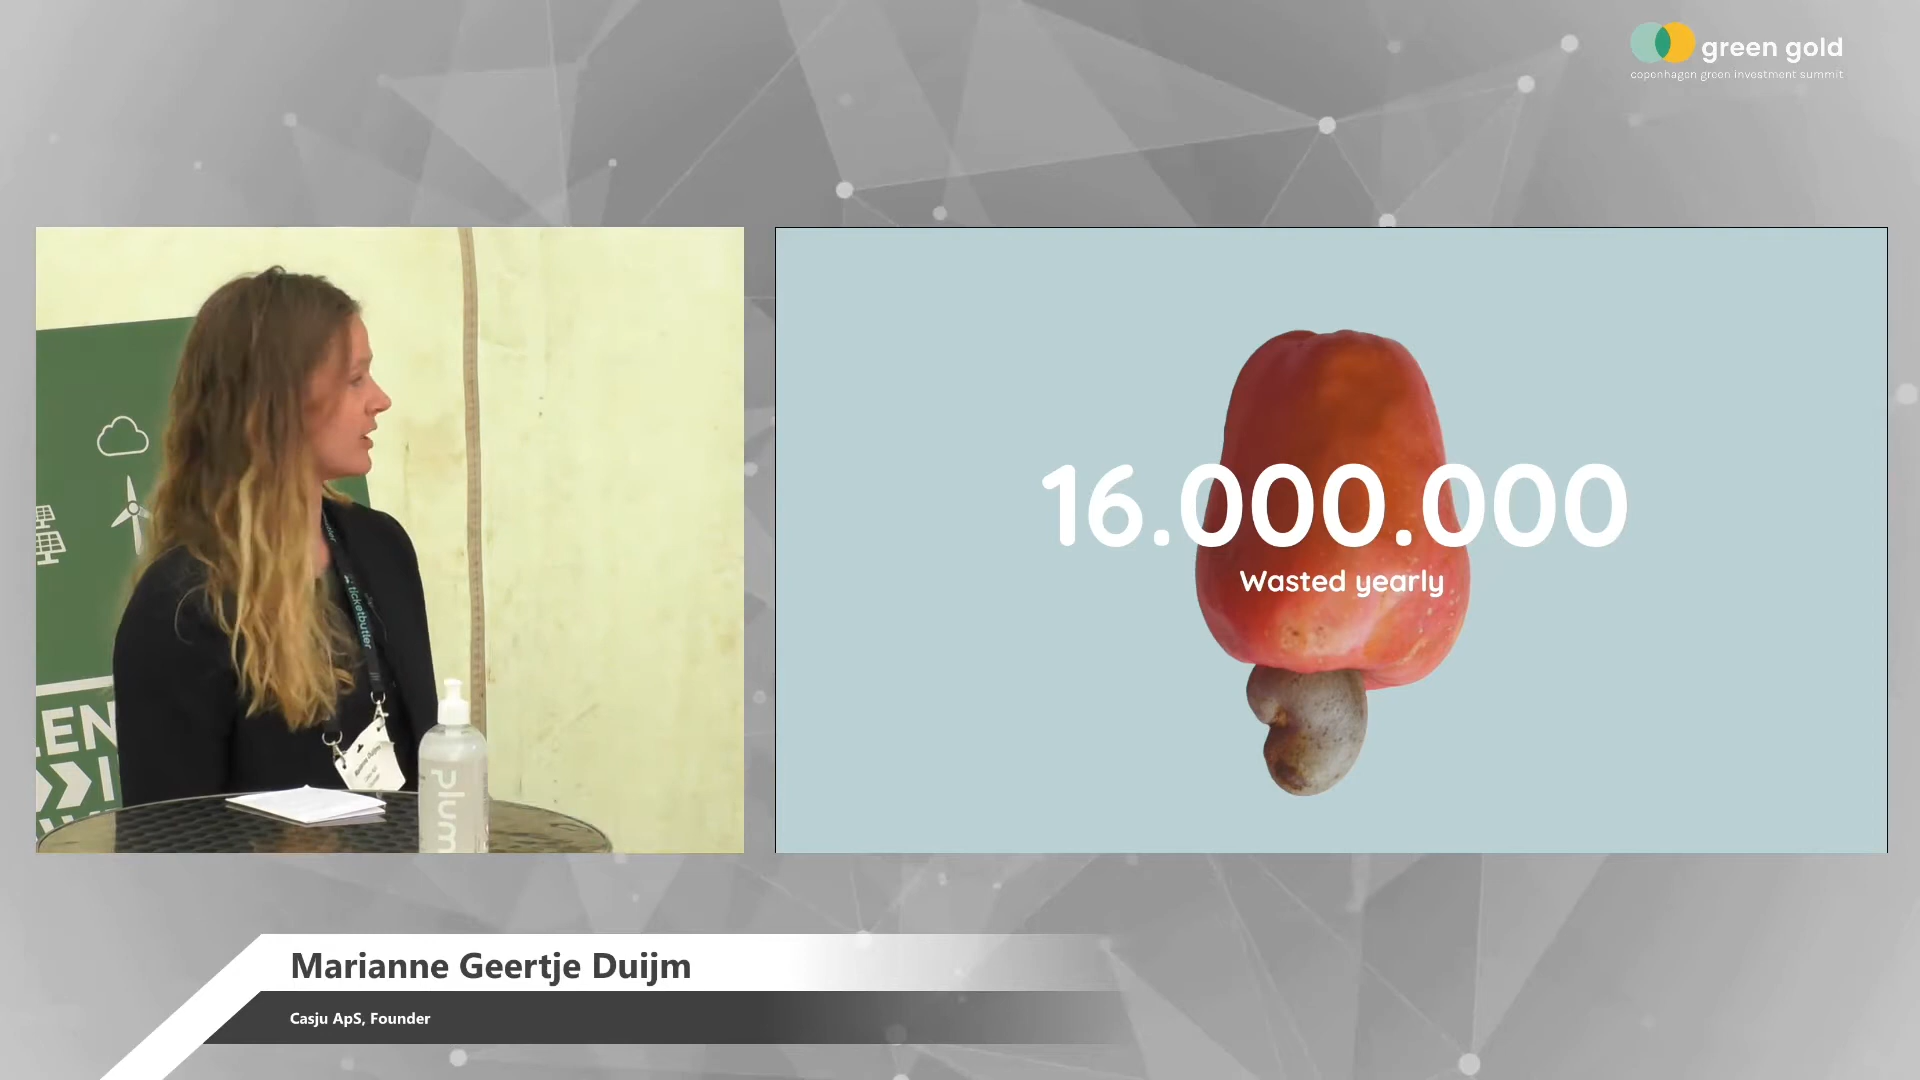 green gold
copenhagen green investment summit
16.000.000
Wasted yearly
ticketbutler
plum
Marianne Geertje Duijm
Casju ApS, Founder